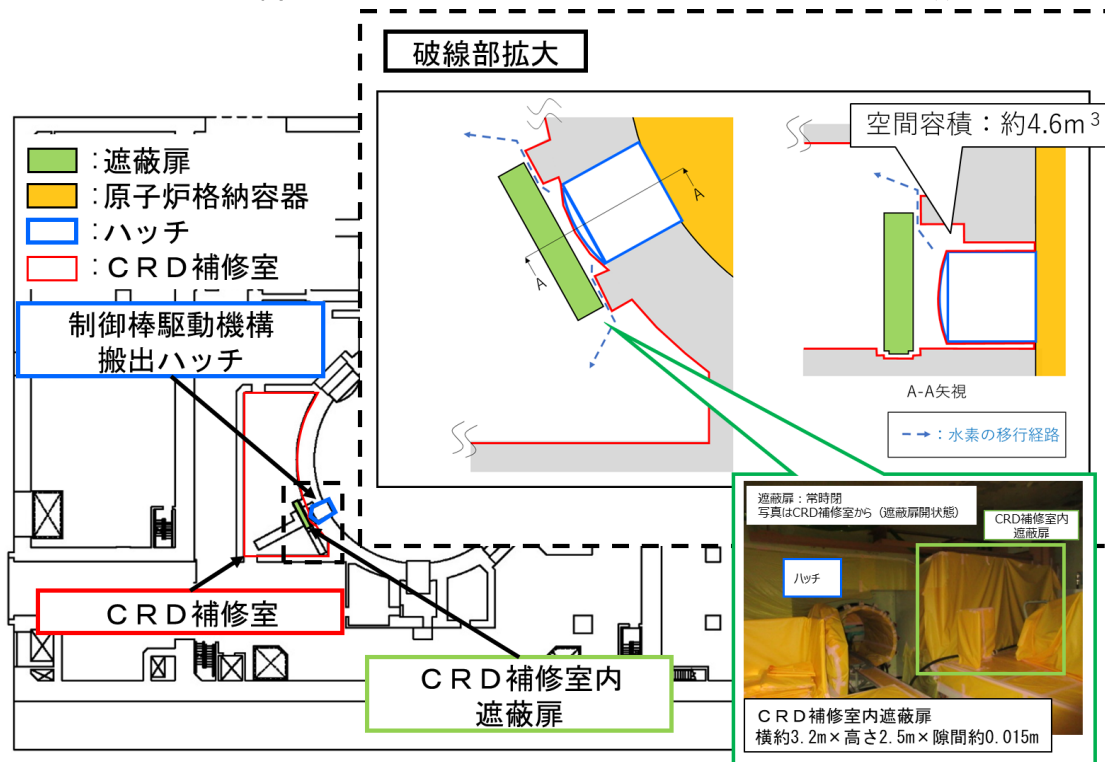 破線部拡大
空間容積：約4.6m³
：遮蔽扉
：原子炉格納容器
：ハッチ
：ＣＲＤ補修室
制御棒駆動機構
搬出ハッチ
A
A
A-A矢視
：水素の移行経路
遮蔽扉：常時閉
写真はCRD補修室から（遮蔽扉開状態）
CRD補修室内
遮蔽扉
ハッチ
ＣＲＤ補修室
ＣＲＤ補修室内
遮蔽扉
ＣＲＤ補修室内遮蔽扉
横約3.2m×高さ2.5m×隙間約0.015m